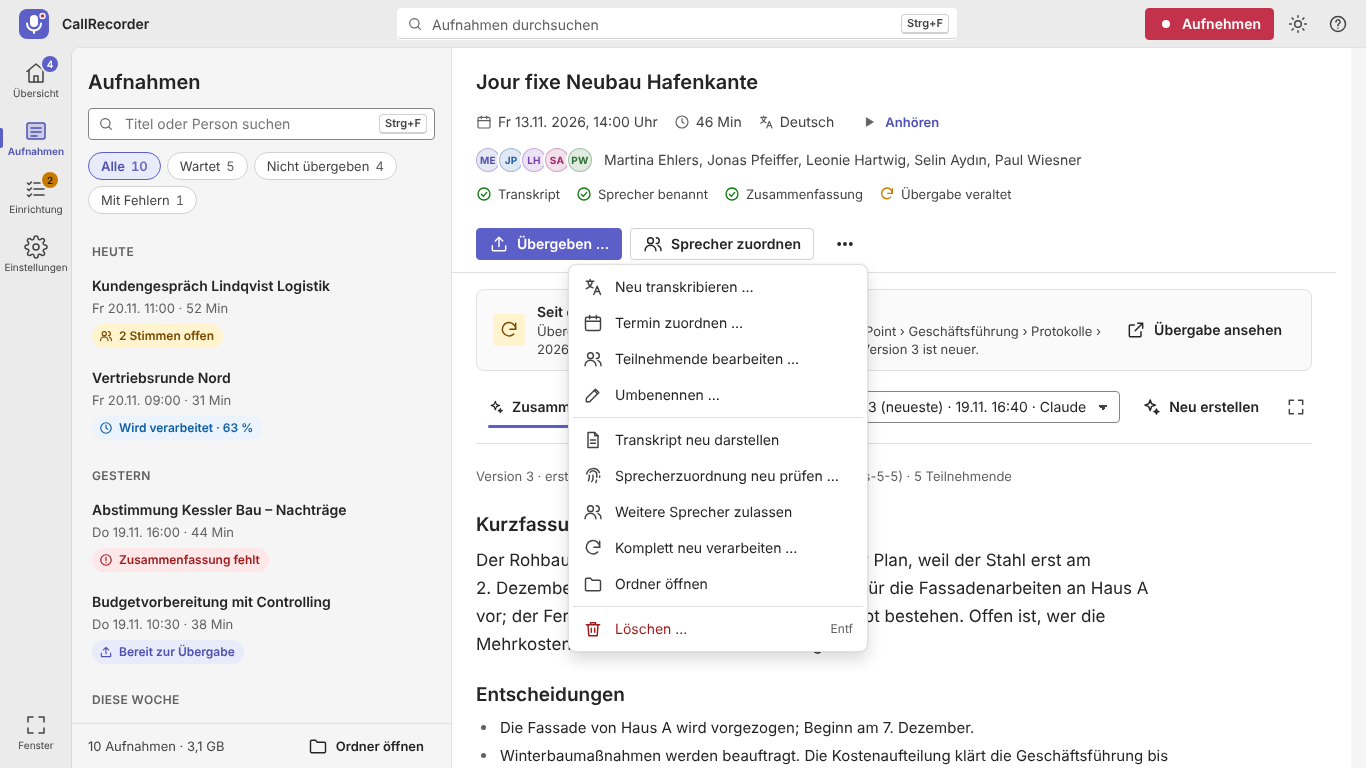 CallRecorder
Aufnahmen durchsuchen
Strg+F
Aufnehmen
4
Übersicht
Aufnahmen
2
Einrichtung
Einstellungen
Fenster
Aufnahmen
Titel oder Person suchen
Strg+F
Alle 10
Wartet 5
Nicht übergeben 4
Mit Fehlern 1
HEUTE
Kundengespräch Lindqvist Logistik
Fr 20.11. 11:00 · 52 Min
2 Stimmen offen
Vertriebsrunde Nord
Fr 20.11. 09:00 · 31 Min
Wird verarbeitet · 63 %
GESTERN
Abstimmung Kessler Bau – Nachträge
Do 19.11. 16:00 · 44 Min
Zusammenfassung fehlt
Budgetvorbereitung mit Controlling
Do 19.11. 10:30 · 38 Min
Bereit zur Übergabe
DIESE WOCHE
10 Aufnahmen · 3,1 GB
Ordner öffnen
Jour fixe Neubau Hafenkante
Fr 13.11. 2026, 14:00 Uhr
46 Min
Deutsch
Anhören
ME JP LH SA PW
Martina Ehlers, Jonas Pfeiffer, Leonie Hartwig, Selin Aydın, Paul Wiesner
Transkript
Sprecher benannt
Zusammenfassung
Übergabe veraltet
Übergeben ...
Sprecher zuordnen
Neu transkribieren ...
Termin zuordnen ...
Teilnehmende bearbeiten ...
Umbenennen ...
Transkript neu darstellen
Sprecherzuordnung neu prüfen ...
Weitere Sprecher zulassen
Komplett neu verarbeiten ...
Ordner öffnen
Löschen ...
Entf
Seit
Point › Geschäftsführung › Protokolle ›
2026 ersion 3 ist neuer.
Übergabe ansehen
Zusamm
3 (neueste) · 19.11. 16:40 · Claude
Neu erstellen
Version 3 · erst s-5-5) · 5 Teilnehmende
Kurzfassu
Der Rohbau Plan, weil der Stahl erst am
2. Dezembe ür die Fassadenarbeiten an Haus A
vor; der Fer bestehen. Offen ist, wer die
Mehrkosten
Entscheidungen
Die Fassade von Haus A wird vorgezogen; Beginn am 7. Dezember.
Winterbaumaßnahmen werden beauftragt. Die Kostenaufteilung klärt die Geschäftsführung bis